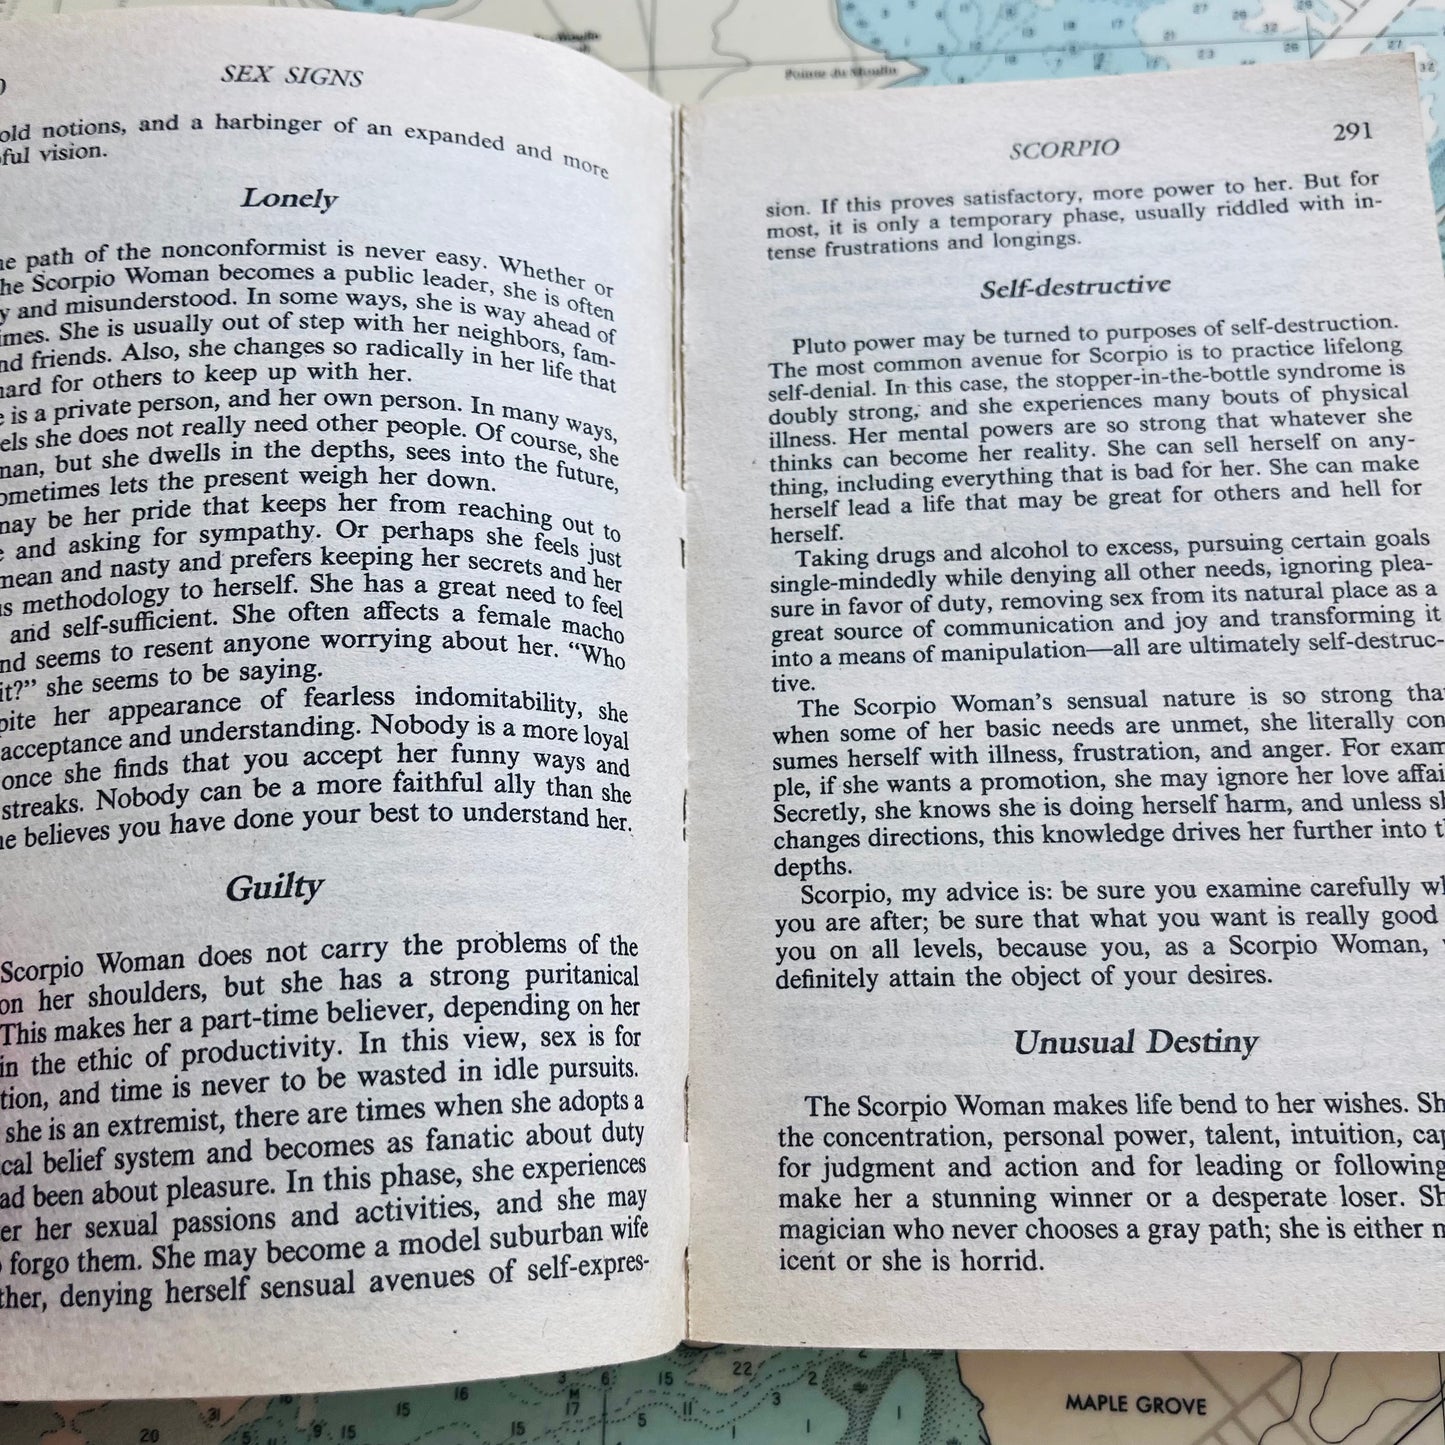 SEX SIGNS
old notions, and a harbinger of an expanded and more
vision.
Lonely
path of the nonconformist is never easy. Whether or
Scorpio Woman becomes a public leader, she is often
and misunderstood. In some ways, she is way ahead of
She is usually out of step with her neighbors, fam-
friends. Also, she changes so radically in her life that
for others to keep up with her.
is a private person, and her own person. In many ways,
she does not really need other people. Of course, she
but she dwells in the depths, sees into the future,
lets the present weigh her down.
may be her pride that keeps her from reaching out to
and asking for sympathy. Or perhaps she feels just
mean and nasty and prefers keeping her secrets and her
methodology to herself. She has a great need to feel
and self-sufficient. She often affects a female macho
seems to resent anyone worrying about her. “Who
it?” she seems to be saying.
her appearance of fearless indomitability, she
acceptance and understanding. Nobody is a more loyal
once she finds that you accept her funny ways and
streaks. Nobody can be a more faithful ally than she
believes you have done your best to understand her.
Guilty
Scorpio Woman does not carry the problems of the
on her shoulders, but she has a strong puritanical
This makes her a part-time believer, depending on her
in the ethic of productivity. In this view, sex is for
and time is never to be wasted in idle pursuits.
she is an extremist, there are times when she adopts a
belief system and becomes as fanatic about duty
been about pleasure. In this phase, she experiences
her sexual passions and activities, and she may
forgo them. She may become a model suburban wife
denying herself sensual avenues of self-expres-
SCORPIO
291
sion. If this proves satisfactory, more power to her. But for
most, it is only a temporary phase, usually riddled with in-
tense frustrations and longings.
Self-destructive
Pluto power may be turned to purposes of self-destruction.
The most common avenue for Scorpio is to practice lifelong
self-denial. In this case, the stopper-in-the-bottle syndrome is
doubly strong, and she experiences many bouts of physical
illness. Her mental powers are so strong that whatever she
thinks can become her reality. She can sell herself on any-
thing, including everything that is bad for her. She can make
herself lead a life that may be great for others and hell for
herself.
Taking drugs and alcohol to excess, pursuing certain goals
single-mindedly while denying all other needs, ignoring plea-
sure in favor of duty, removing sex from its natural place as a
great source of communication and joy and transforming it
into a means of manipulation—all are ultimately self-destruc-
tive.
The Scorpio Woman's sensual nature is so strong
when some of her basic needs are unmet, she literally con
sumes herself with illness, frustration, and anger. For exam
ple, if she wants a promotion, she may ignore her love
Secretly, she knows she is doing herself harm, and unless
changes directions, this knowledge drives her further into
depths.
Scorpio, my advice is: be sure you examine carefully
you are after; be sure that what you want is really good
you on all levels, because you, as a Scorpio Woman,
definitely attain the object of your desires.
Unusual Destiny
The Scorpio Woman makes life bend to her wishes.
the concentration, personal power, talent, intuition,
for judgment and action and for leading or following
make her a stunning winner or a desperate loser.
magician who never chooses a gray path; she is either
icent or she is horrid.
Pointe du Moulin
MAPLE GROVE